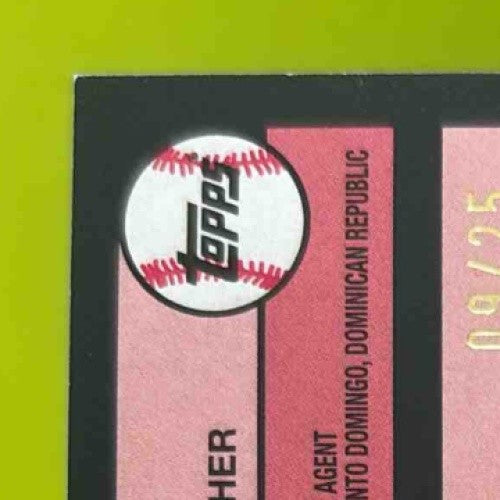 topps
HER
AGENT
NTO DOMINGO, DOMINICAN REPUBLIC
09/25